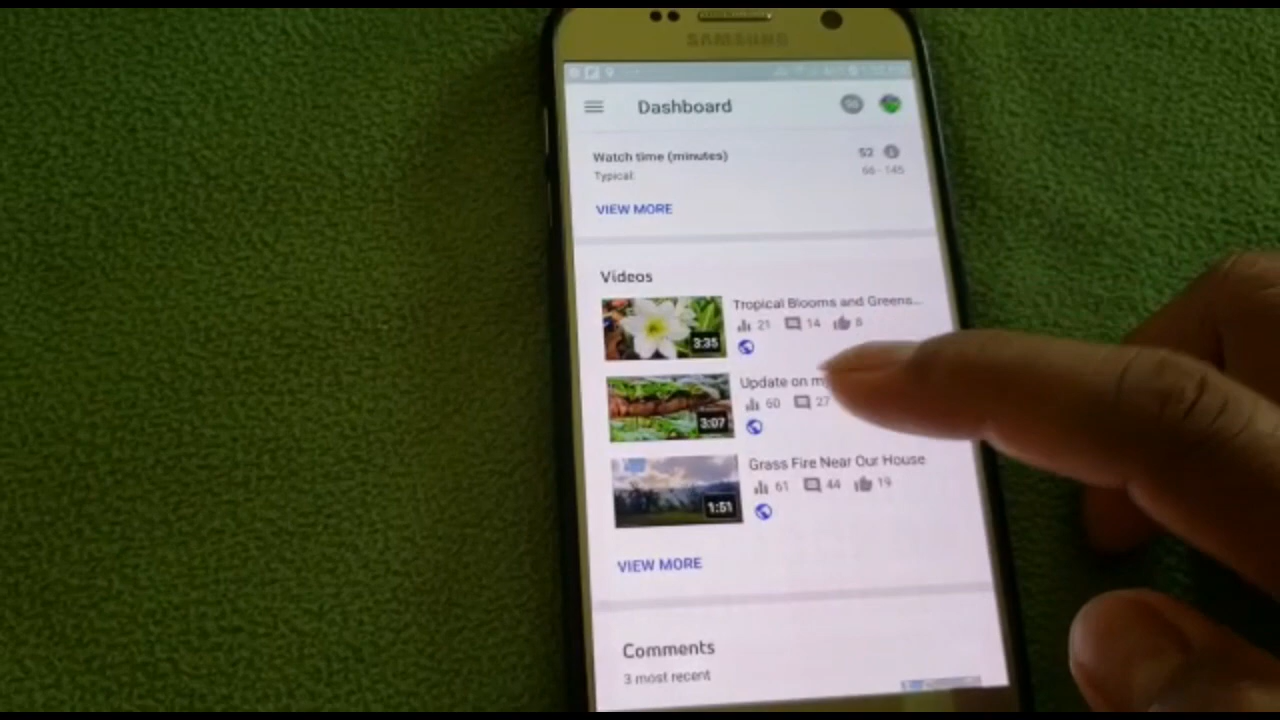 SAMSUNG
Dashboard
Watch time (minutes) 52
Typical: 66 - 145
VIEW MORE
Videos
Tropical Blooms and Greens...
21 14 8
3:35
Update on
60 27
3:07
Grass Fire Near Our House
61 44 19
1:51
VIEW MORE
Comments
3 most recent